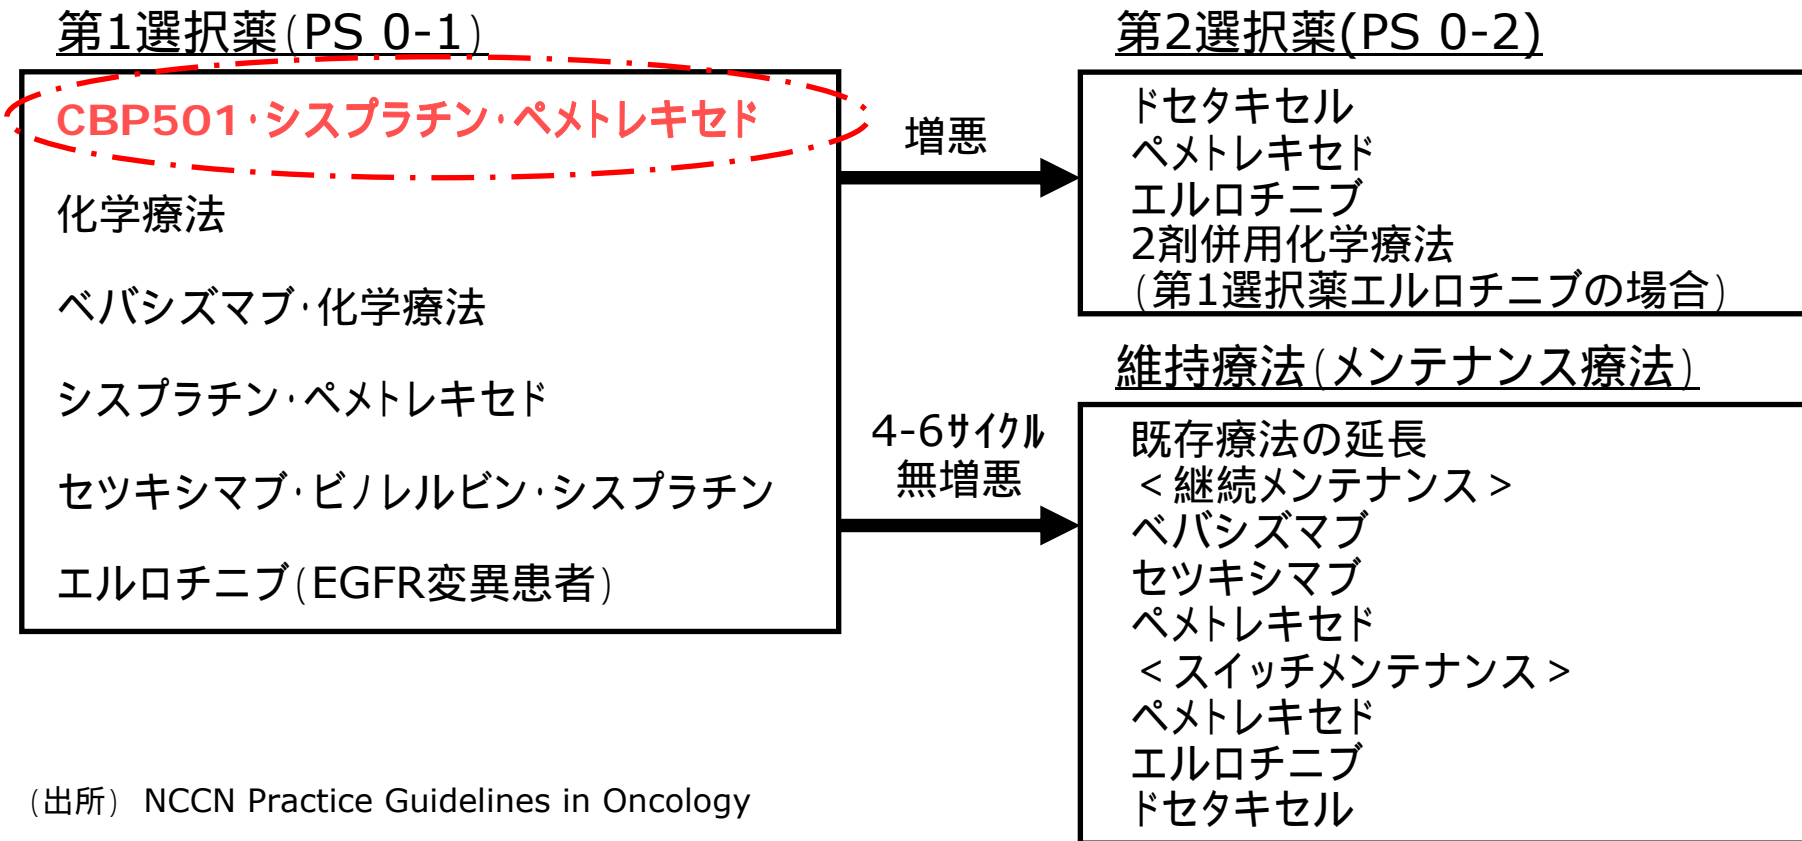 第1選択薬(PS 0-1)
CBP501・シスプラチン・ペメトレキセド
化学療法
ベバシズマブ・化学療法
シスプラチン・ペメトレキセド
セツキシマブ・ビノレルビン・シスプラチン
エルロチニブ(EGFR変異患者)
増悪
4-6サイクル
無増悪
第2選択薬(PS 0-2)
ドセタキセル
ペメトレキセド
エルロチニブ
2剤併用化学療法
(第1選択薬エルロチニブの場合)
維持療法(メンテナンス療法)
既存療法の延長
<継続メンテナンス>
ベバシズマブ
セツキシマブ
ペメトレキセド
<スイッチメンテナンス>
ペメトレキセド
エルロチニブ
ドセタキセル
(出所) NCCN Practice Guidelines in Oncology